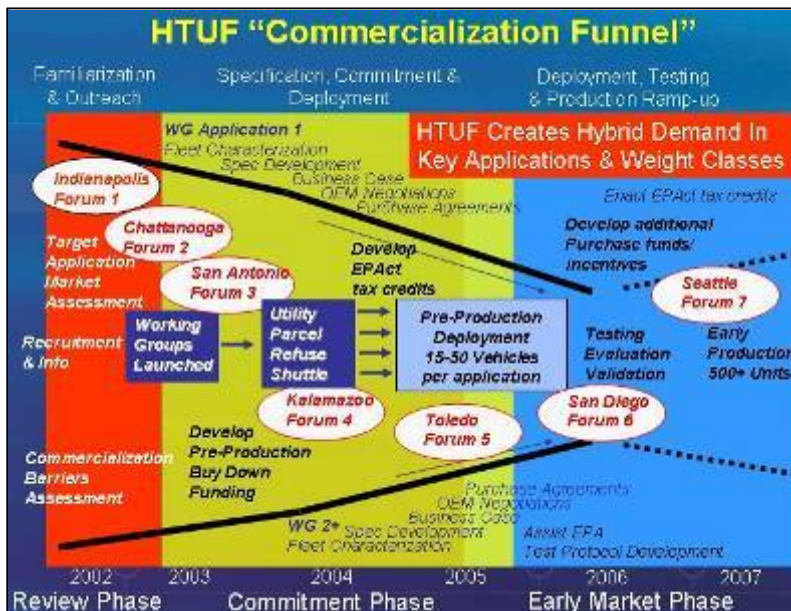 HTUF “Commercialization Funnel”
Familiarization
& Outreach
Specification, Commitment &
Deployment
Deployment, Testing
& Production Ramp-up
HTUF Creates Hybrid Demand In
Key Applications & Weight Classes
WG Application 1
Fleet Characterization
Spec Development
Business Case
OEM Negotiations
Purchase Agreements
Indianapolis
Forum 1
Chattanooga
Forum 2
San Antonio
Forum 3
Target
Application
Market
Assessment
Develop
EPAct
tax credits
Enact EPAct tax credits
Develop additional
Purchase funds/
incentives
Seattle
Forum 7
Recruitment
& Info
Working
Groups
Launched
Utility
Parcel
Refuse
Shuttle
Pre-Production
Deployment
15-50 Vehicles
per application
Testing
Evaluation
Validation
Early
Production
500+ Units
Kalamazoo
Forum 4
Toledo
Forum 5
San Diego
Forum 6
Commercialization
Barriers
Assessment
Develop
Pre-Production
Buy Down
Funding
Purchase Agreements
OEM Negotiations
Business Case
WG 2+ Spec Development
Fleet Characterization
Assist EPA
Test Protocol Development
2002 2003 2004 2005 2006 2007
Review Phase Commitment Phase Early Market Phase